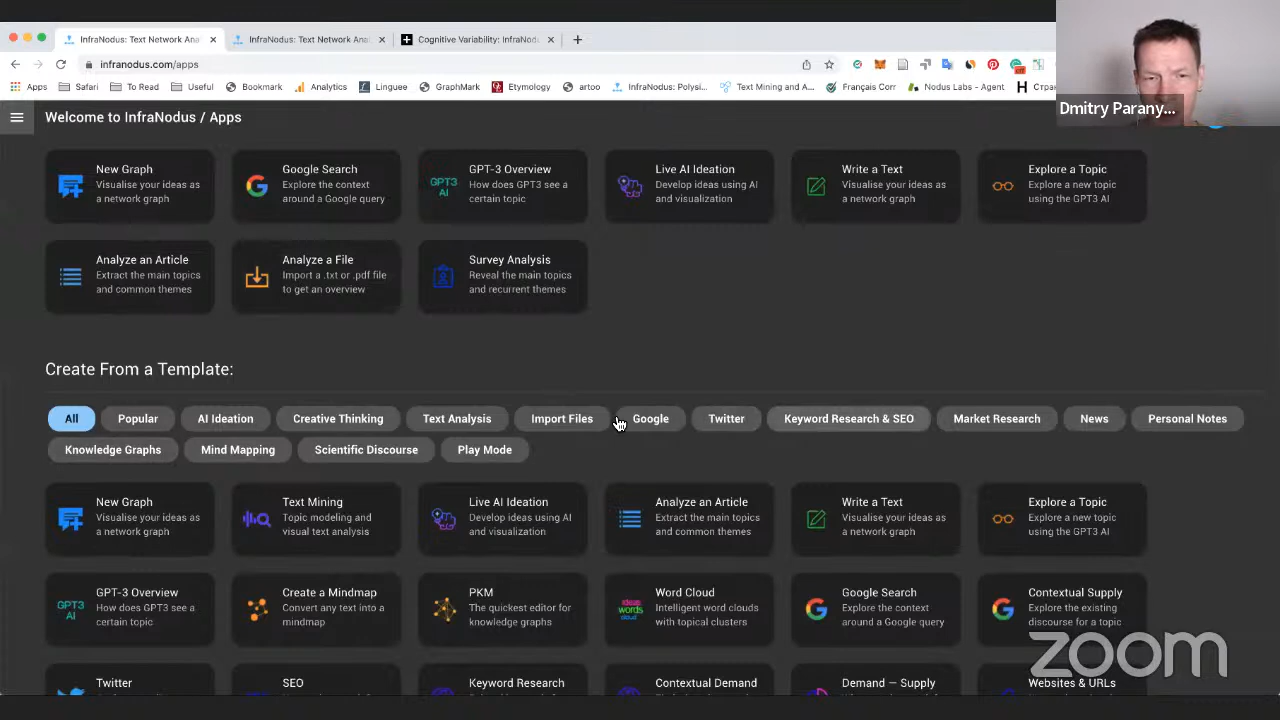 InfraNodus: Text Network Ana
InfraNodus: Text Network Anal
Cognitive Variability: InfraNodu
infranodus.com/apps
Apps
Safari
To Read
Useful
Bookmark
Analytics
Linguee
GraphMark
Etymology
artoo
InfraNodus: Polysi...
Text Mining and A...
Français Corr
Nodus Labs - Agent
Стран
Dmitry Parany...
Welcome to InfraNodus / Apps
New Graph
Visualise your ideas as
a network graph
Google Search
Explore the context
around a Google query
GPT3
AI
GPT-3 Overview
How does GPT3 see a
certain topic
Live AI Ideation
Develop ideas using AI
and visualization
Write a Text
Visualise your ideas as
a network graph
Explore a Topic
Explore a new topic
using the GPT3 AI
Analyze an Article
Extract the main topics
and common themes
Analyze a File
Import a .txt or .pdf file
to get an overview
Survey Analysis
Reveal the main topics
and recurrent themes
Create From a Template:
All
Popular
AI Ideation
Creative Thinking
Text Analysis
Import Files
Google
Twitter
Keyword Research & SEO
Market Research
News
Personal Notes
Knowledge Graphs
Mind Mapping
Scientific Discourse
Play Mode
New Graph
Visualise your ideas as
a network graph
Text Mining
Topic modeling and
visual text analysis
Live AI Ideation
Develop ideas using AI
and visualization
Analyze an Article
Extract the main topics
and common themes
Write a Text
Visualise your ideas as
a network graph
Explore a Topic
Explore a new topic
using the GPT3 AI
GPT3
AI
GPT-3 Overview
How does GPT3 see a
certain topic
Create a Mindmap
Convert any text into a
mindmap
PKM
The quickest editor for
knowledge graphs
ideas
words
cloud
Word Cloud
Intelligent word clouds
with topical clusters
Google Search
Explore the context
around a Google query
Contextual Supply
Explore the existing
discourse for a topic
Twitter
SEO
Keyword Research
Contextual Demand
Demand — Supply
Websites & URLs
zoom